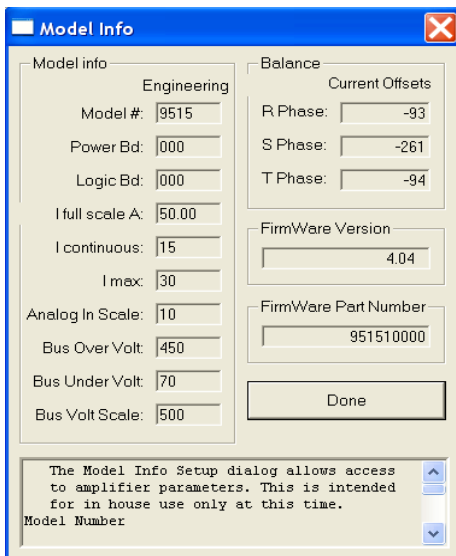 Model Info
Model info
Engineering
Model #: 9515
Power Bd: 000
Logic Bd: 000
I full scale A: 50.00
I continuous: 15
I max: 30
Analog In Scale: 10
Bus Over Volt: 450
Bus Under Volt: 70
Bus Volt Scale: 500
Balance
Current Offsets
R Phase: -93
S Phase: -261
T Phase: -94
FirmWare Version
4.04
FirmWare Part Number
951510000
Done
The Model Info Setup dialog allows access
to amplifier parameters. This is intended
for in house use only at this time.
Model Number